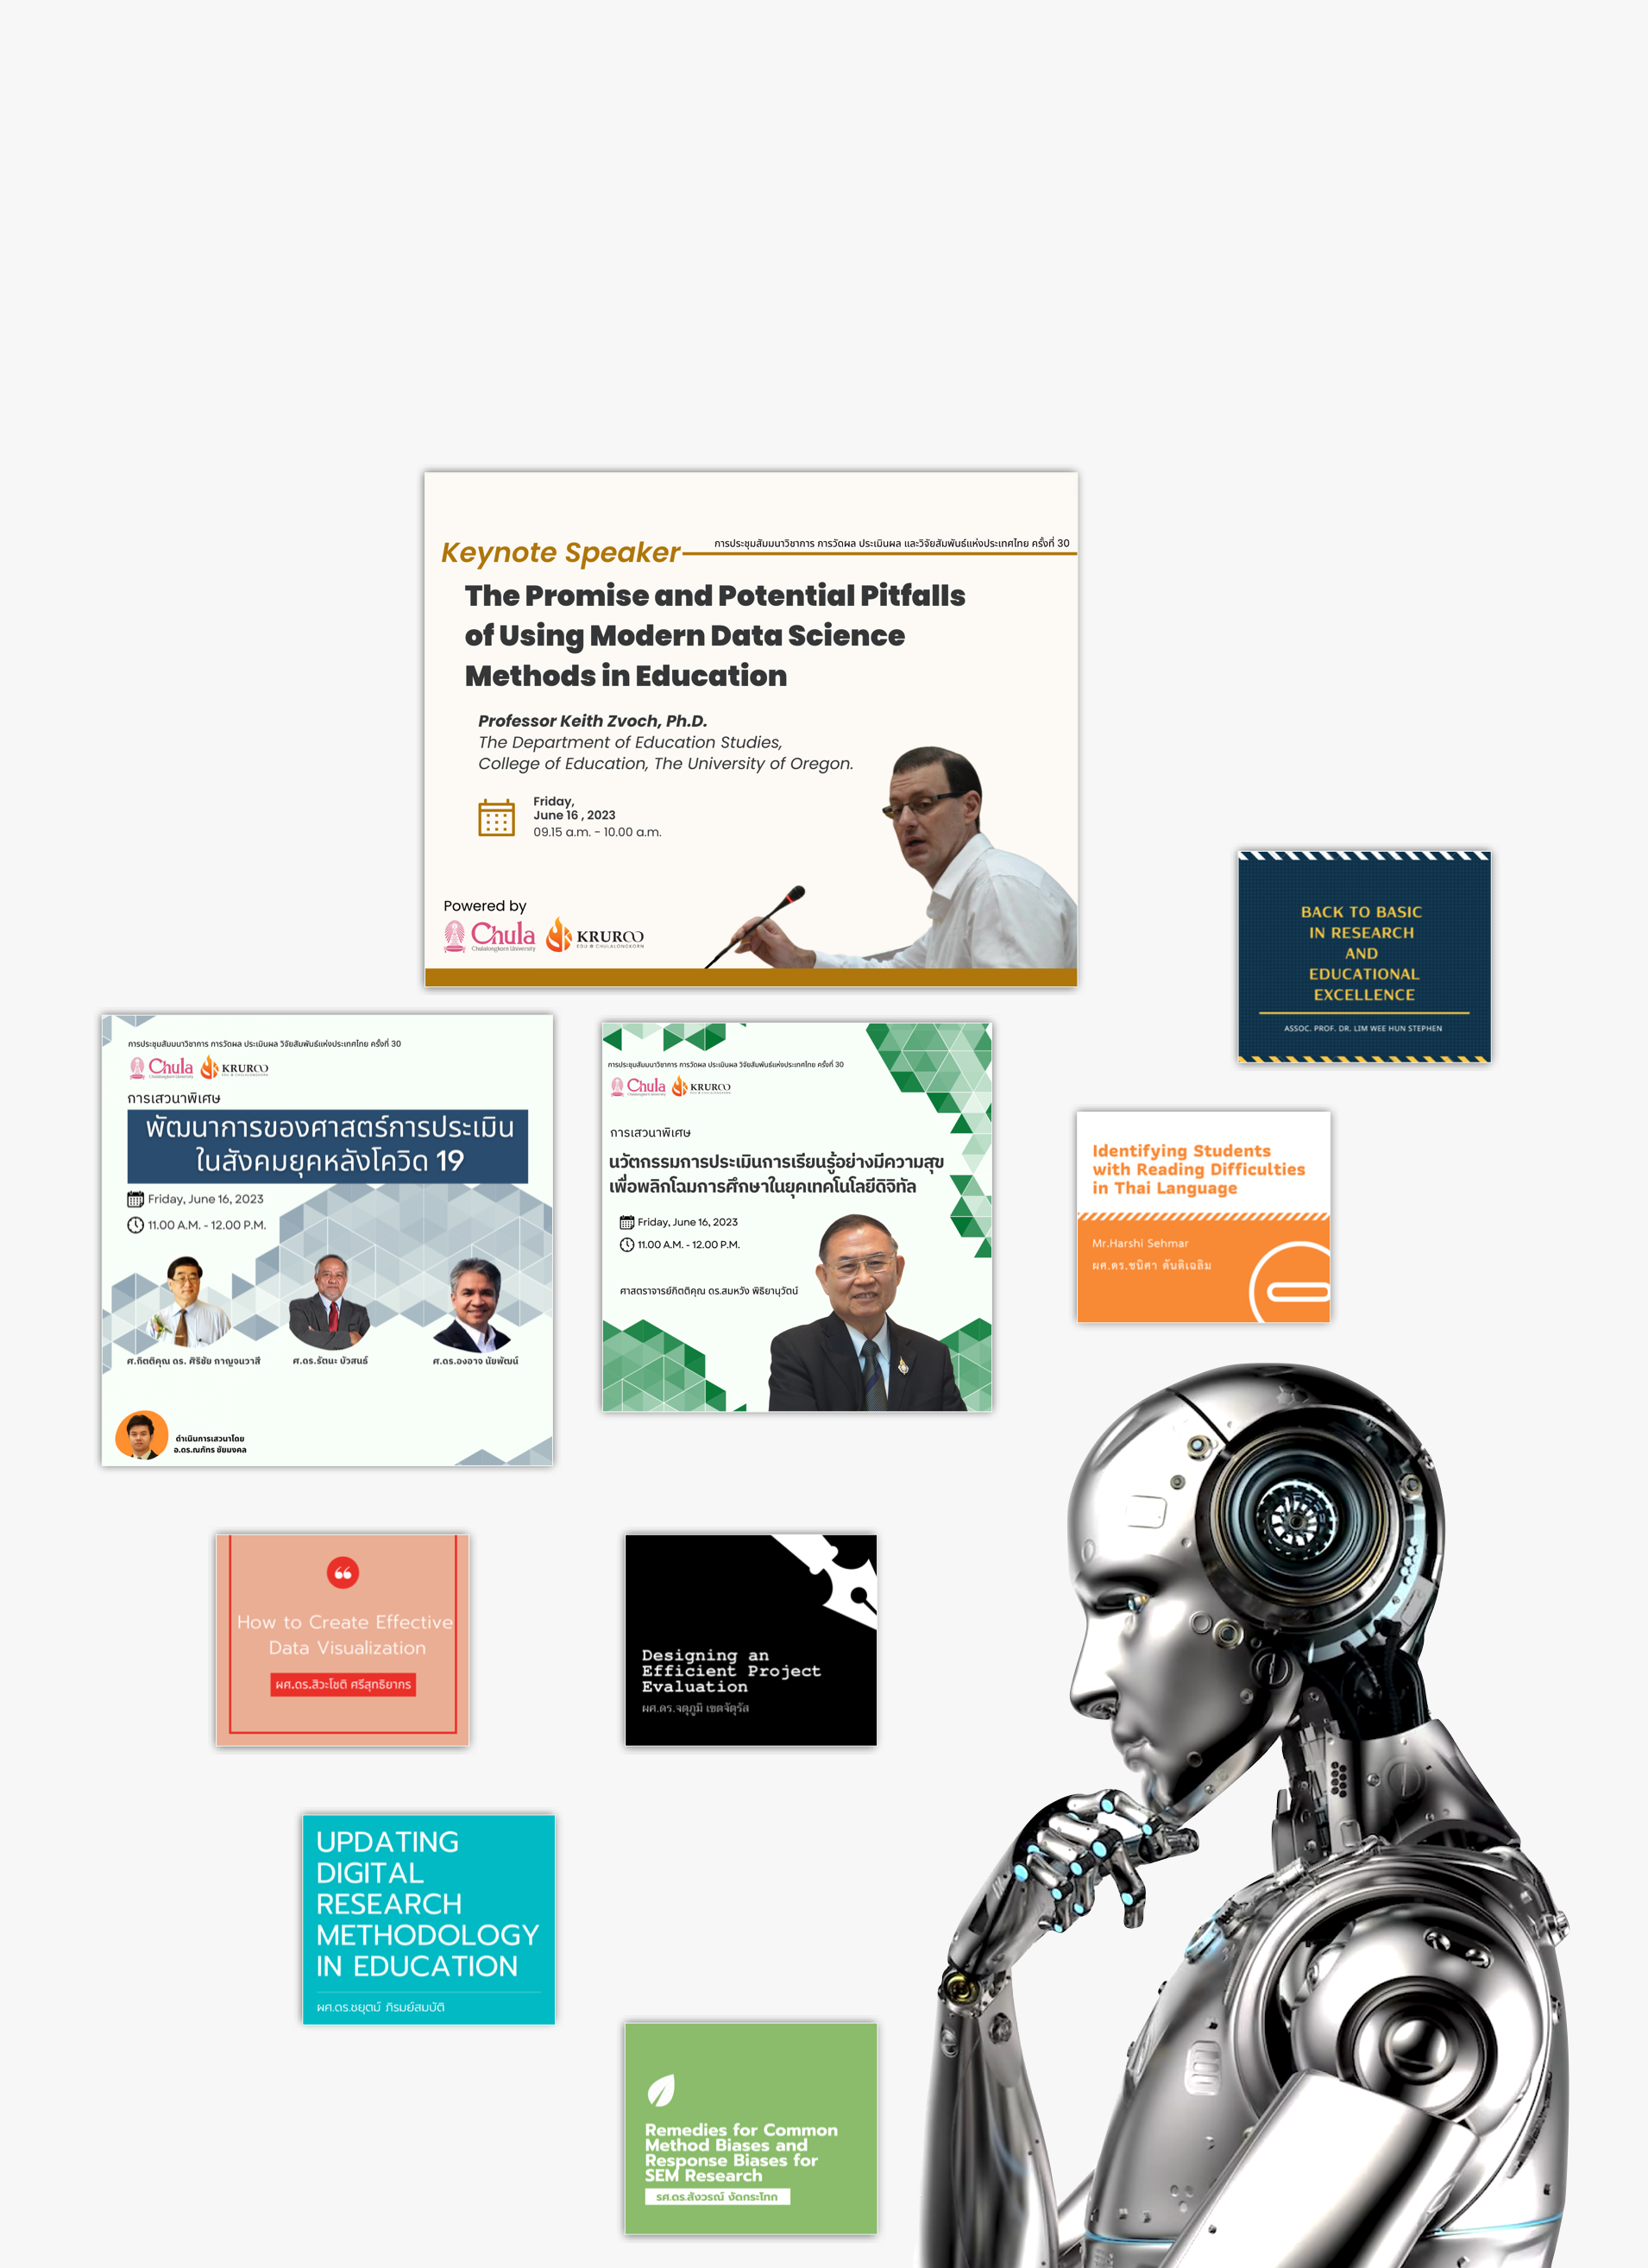 Keynote Speaker
การประชุมสัมมนาวิชาการ การวัดผล ประเมินผล และวิจัยสัมพันธ์แห่งประเทศไทย ครั้งที่ 30
The Promise and Potential Pitfalls
of Using Modern Data Science
Methods in Education
Professor Keith Zvoch, Ph.D.
The Department of Education Studies,
College of Education, The University of Oregon.
Friday,
June 16 , 2023
09.15 a.m. - 10.00 a.m.
Powered by
Chula
Chulalongkorn University
KRUROO
EDU @ CHULALONGKORN
BACK TO BASIC
IN RESEARCH
AND
EDUCATIONAL
EXCELLENCE
ASSOC. PROF. DR. LIM WEE HUN STEPHEN
การประชุมสัมมนาวิชาการ การวัดผล ประเมินผล วิจัยสัมพันธ์แห่งประเทศไทย ครั้งที่ 30
Chula
Chulalongkorn University
KRUROO
EDU @ CHULALONGKORN
การเสวนาพิเศษ
พัฒนาการของศาสตร์การประเมิน
ในสังคมยุคหลังโควิด 19
Friday, June 16, 2023
11.00 A.M. - 12.00 P.M.
ศ.กิตติคุณ ดร. ศิริชัย กาญจนวาสี
ศ.ดร.รัตนะ บัวสนธ์
ศ.ดร.องอาจ นัยพัฒน์
ดำเนินการเสวนาโดย
อ.ดร.ณภัทร ชัยมงคล
การประชุมสัมมนาวิชาการ การวัดผล ประเมินผล วิจัยสัมพันธ์แห่งประเทศไทย ครั้งที่ 30
Chula
Chulalongkorn University
KRUROO
EDU @ CHULALONGKORN
การเสวนาพิเศษ
นวัตกรรมการประเมินการเรียนรู้อย่างมีความสุข
เพื่อพลิกโฉมการศึกษาในยุคเทคโนโลยีดิจิทัล
Friday, June 16, 2023
11.00 A.M. - 12.00 P.M.
ศาสตราจารย์กิตติคุณ ดร.สมหวัง พิธิยานุวัฒน์
Identifying Students
with Reading Difficulties
in Thai Language
Mr.Harshi Sehmar
ผศ.ดร.ชนิศา ตันติเฉลิม
How to Create Effective
Data Visualization
ผศ.ดร.สิวะโชติ ศรีสุทธิยากร
Designing an
Efficient Project
Evaluation
ผศ.ดร.จตุภูมิ เขตจัตุรัส
UPDATING
DIGITAL
RESEARCH
METHODOLOGY
IN EDUCATION
ผศ.ดร.ชยุตม์ ภิรมย์สมบัติ
Remedies for Common
Method Biases and
Response Biases for
SEM Research
รศ.ดร.สังวรณ์ งัดกระโทก